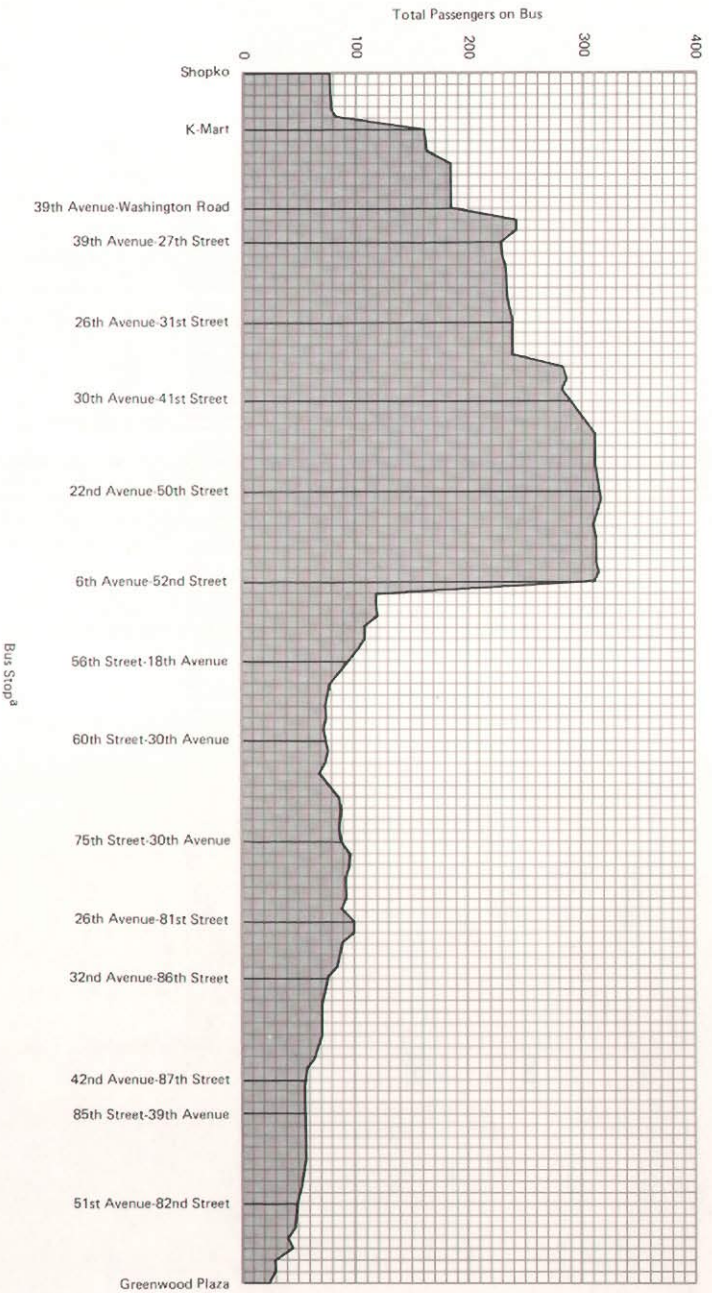 Total Passengers on Bus
0
100
200
300
400
Shopko
K-Mart
39th Avenue-Washington Road
39th Avenue-27th Street
26th Avenue-31st Street
30th Avenue-41st Street
22nd Avenue-50th Street
6th Avenue-52nd Street
56th Street-18th Avenue
60th Street-30th Avenue
75th Street-30th Avenue
26th Avenue-81st Street
32nd Avenue-86th Street
42nd Avenue-87th Street
85th Street-39th Avenue
51st Avenue-82nd Street
Greenwood Plaza
Bus Stopᵃ